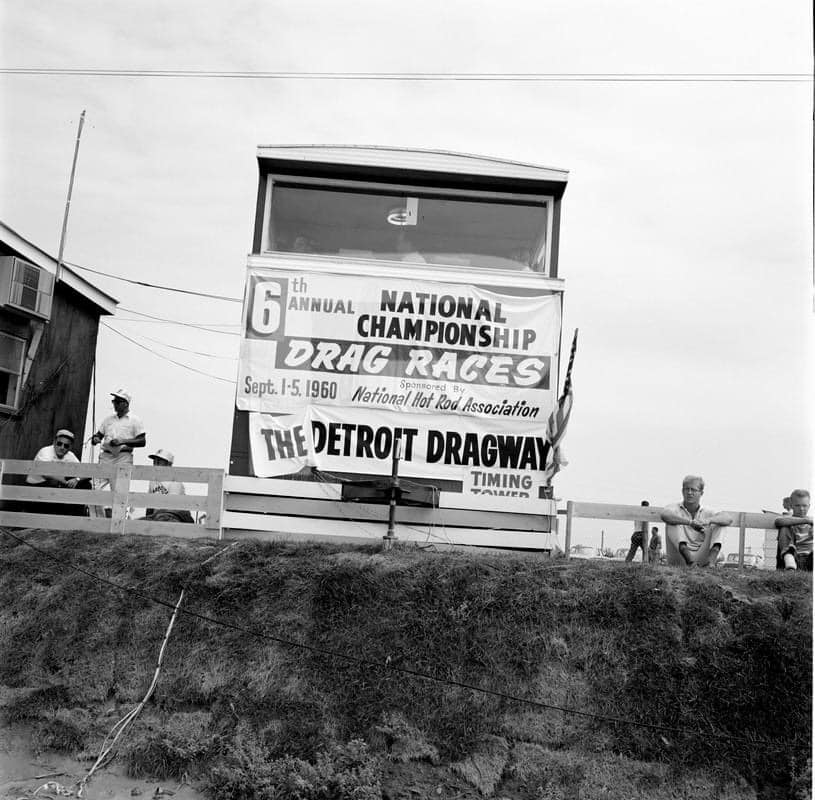 6th ANNUAL NATIONAL
CHAMPIONSHIP
DRAG RACES
Sept. 1-5, 1960 Sponsored By
National Hot Rod Association
THE DETROIT DRAGWAY
TIMING
TOWER